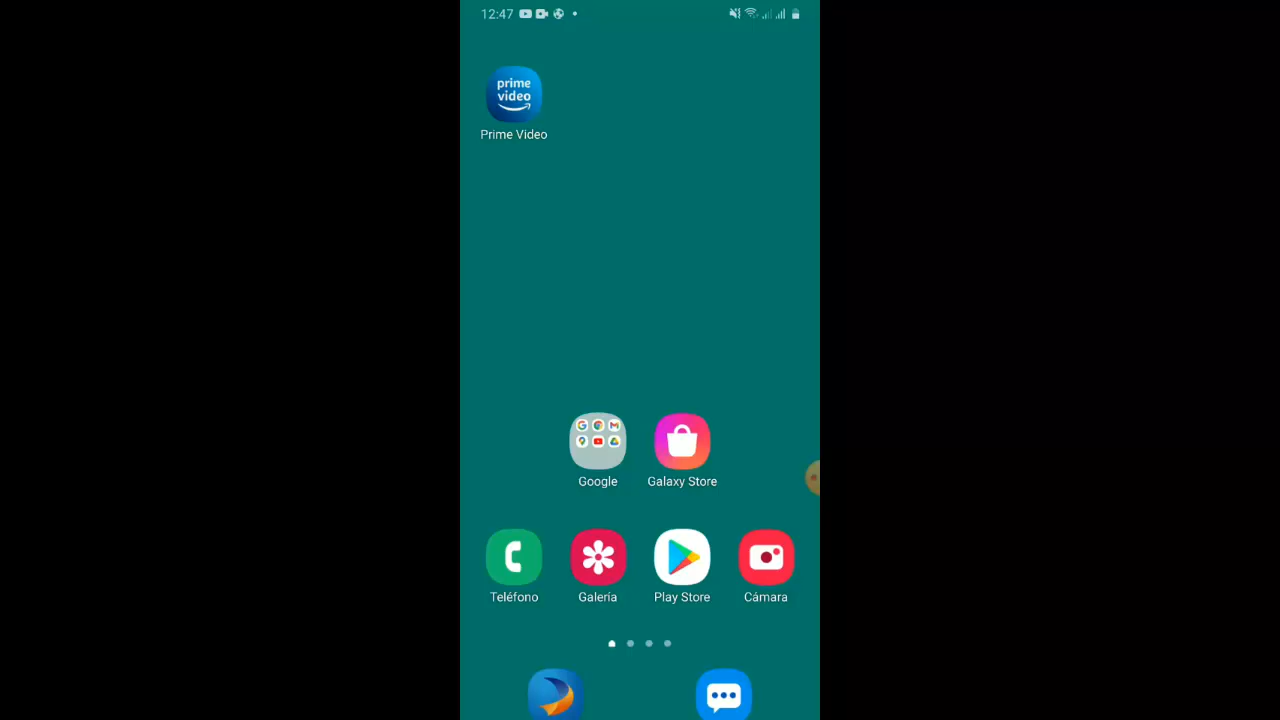 12:47
prime
video
Prime Video
Google
Galaxy Store
Teléfono
Galería
Play Store
Cámara